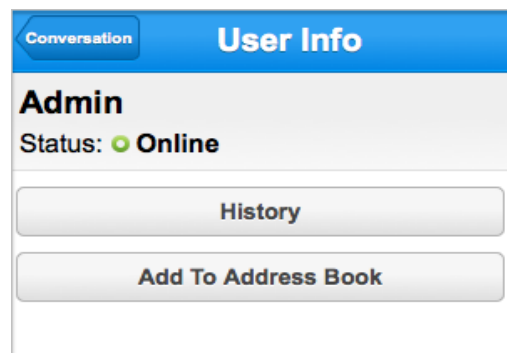 Conversation
User Info
Admin
Status: Online
History
Add To Address Book